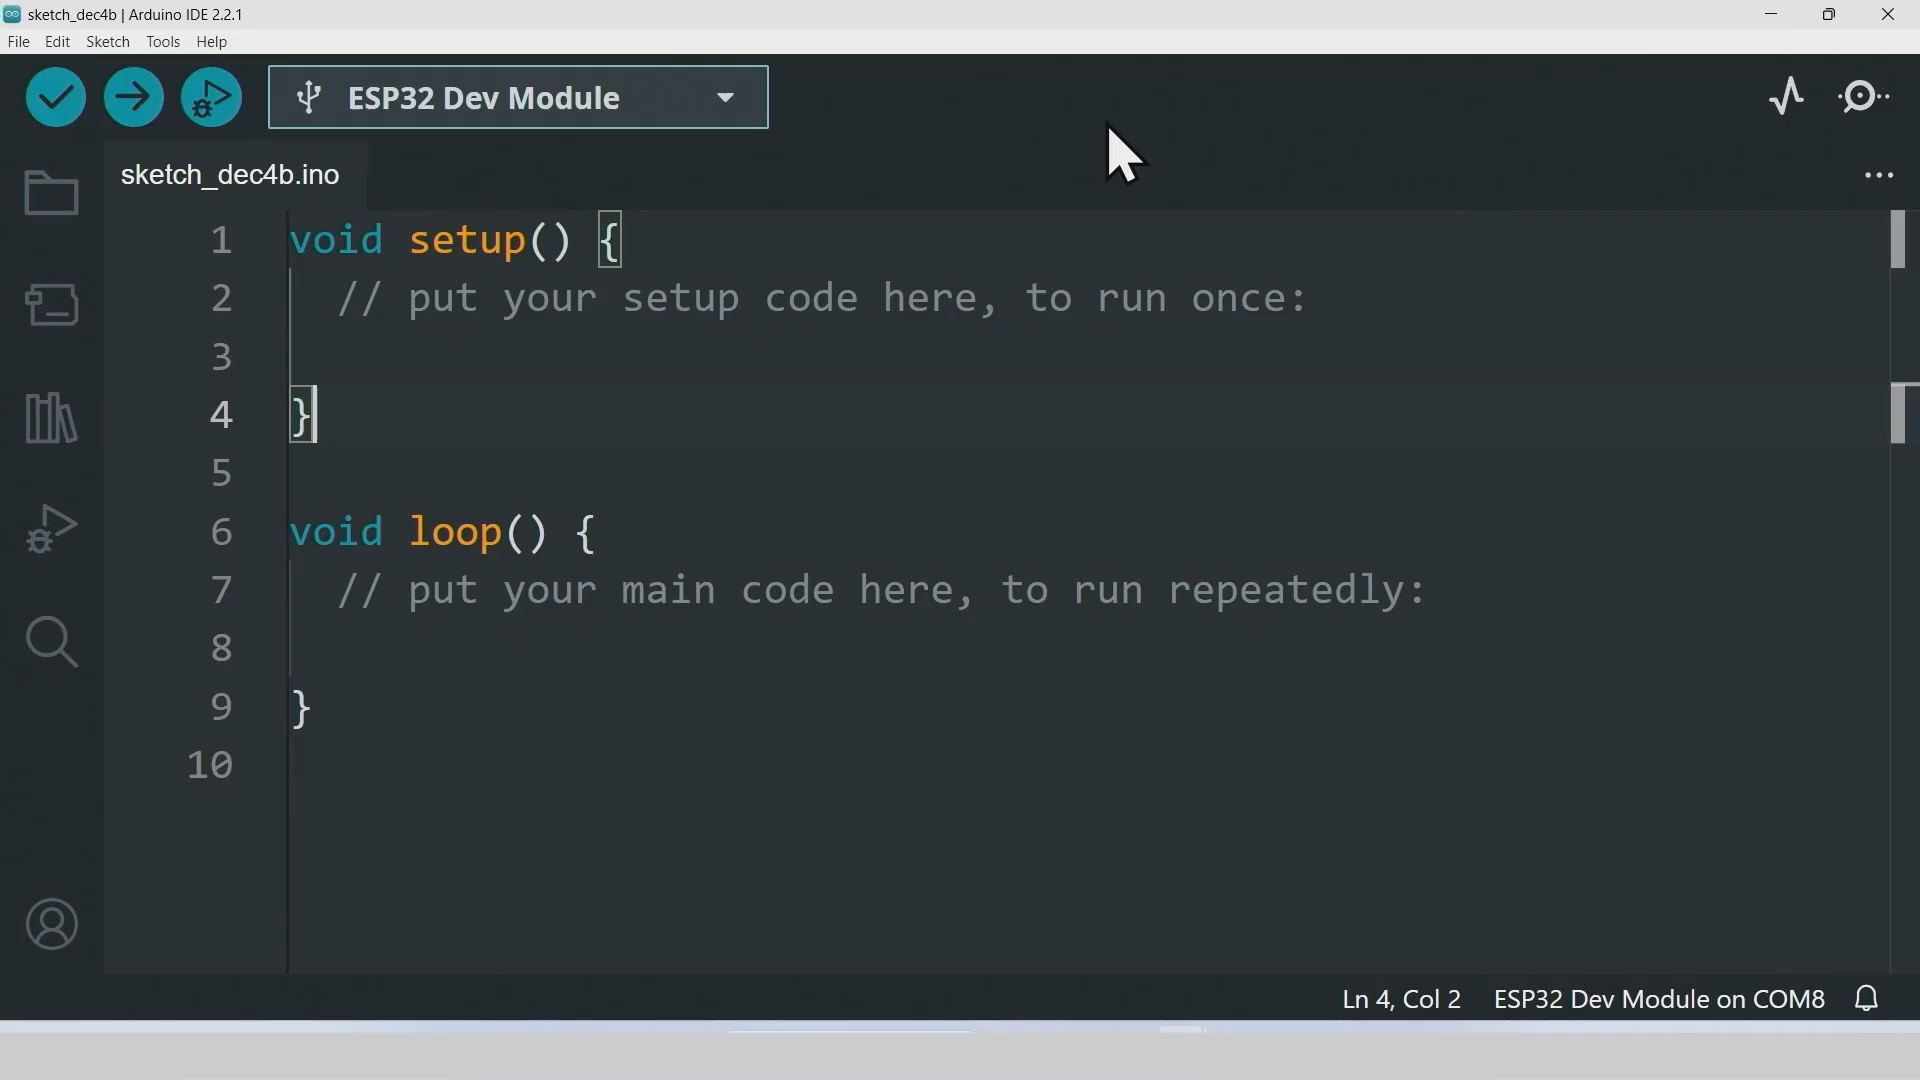 sketch_dec4b | Arduino IDE 2.2.1
File Edit Sketch Tools Help
ESP32 Dev Module
sketch_dec4b.ino
1 void setup() {
2 // put your setup code here, to run once:
3
4 }
5
6 void loop() {
7 // put your main code here, to run repeatedly:
8
9 }
10
Ln 4, Col 2 ESP32 Dev Module on COM8